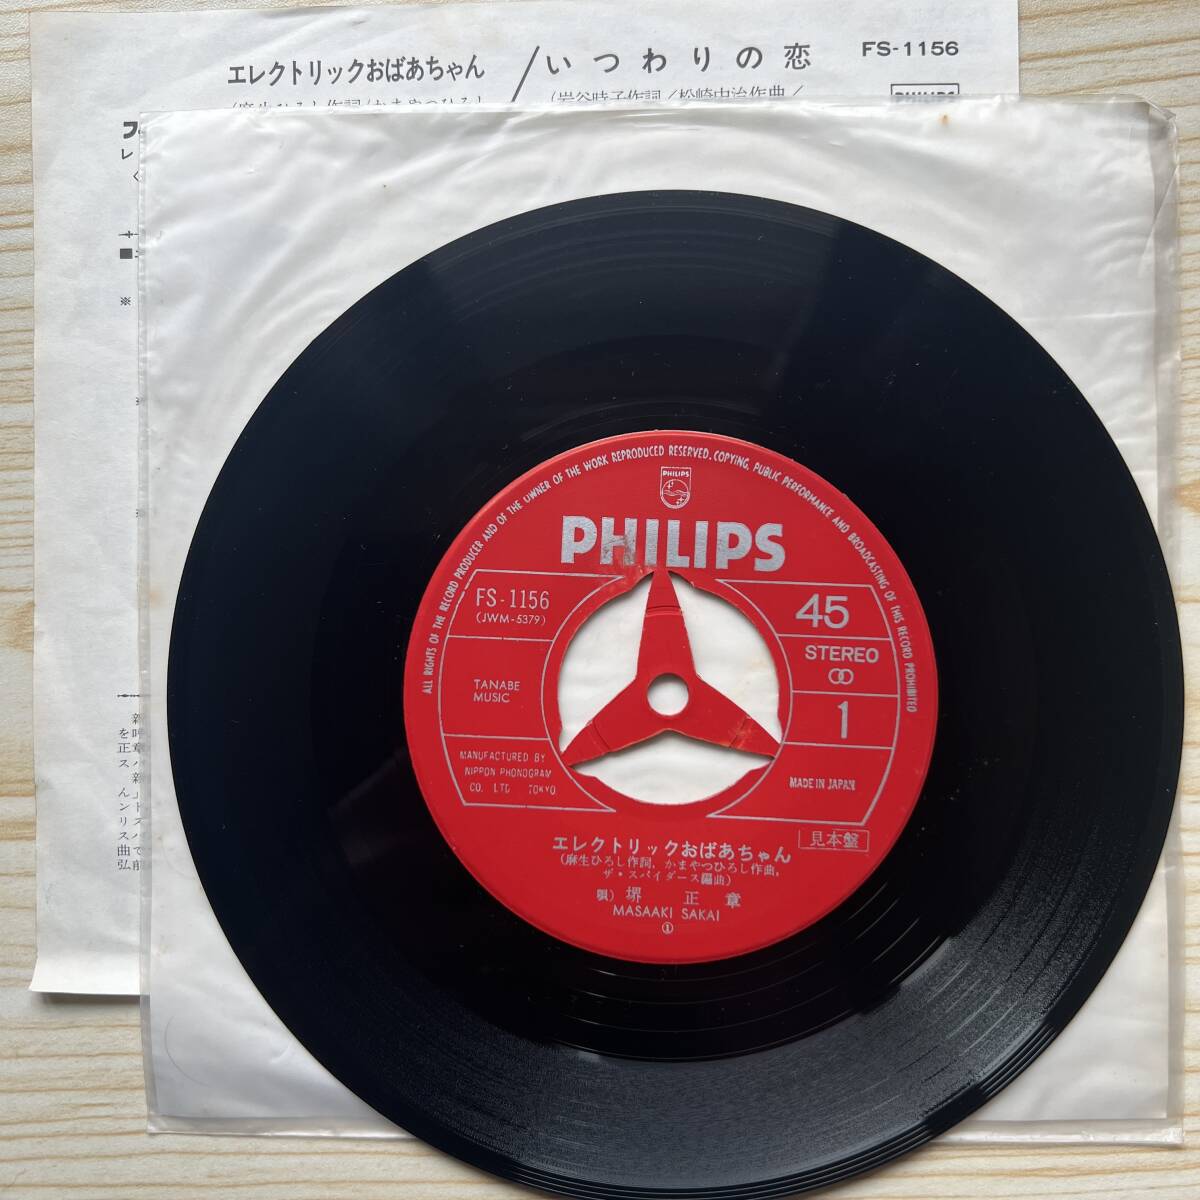 エレクトリックおばあちゃん／いつわりの恋
FS-1156
PHILIPS
ALL RIGHTS OF THE RECORD PRODUCER AND OF THE OWNER OF THE WORK REPRODUCED RESERVED. COPYING, PUBLIC PERFORMANCE AND BROADCASTING OF THIS RECORD PROHIBITED
PHILIPS
PHILIPS
FS-1156
(JWM-5379)
45
STEREO
TANABE
MUSIC
1
MANUFACTURED BY
NIPPON PHONOGRAM
CO. LTD TOKYO.
MADE IN JAPAN
見本盤
エレクトリックおばあちゃん
(麻生ひろし作詞, かまやつひろし作曲,
ザ・スパイダース編曲)
唄) 堺 正 章
MASAAKI SAKAI
①